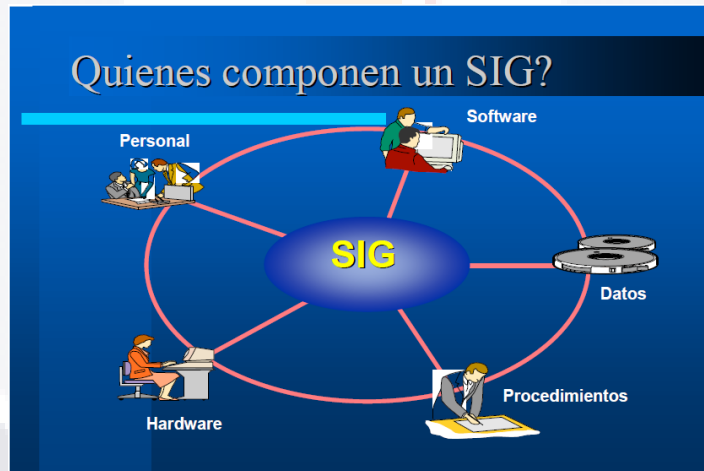 Quienes componen un SIG?
Software
Personal
SIG
Datos
Procedimientos
Hardware